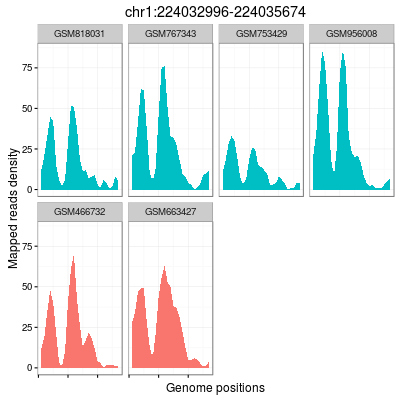 chr1:224032996-224035674
GSM818031 GSM767343 GSM753429 GSM956008
75
50
25
0
GSM466732 GSM663427
75
50
25
0
Mapped reads density
Genome positions